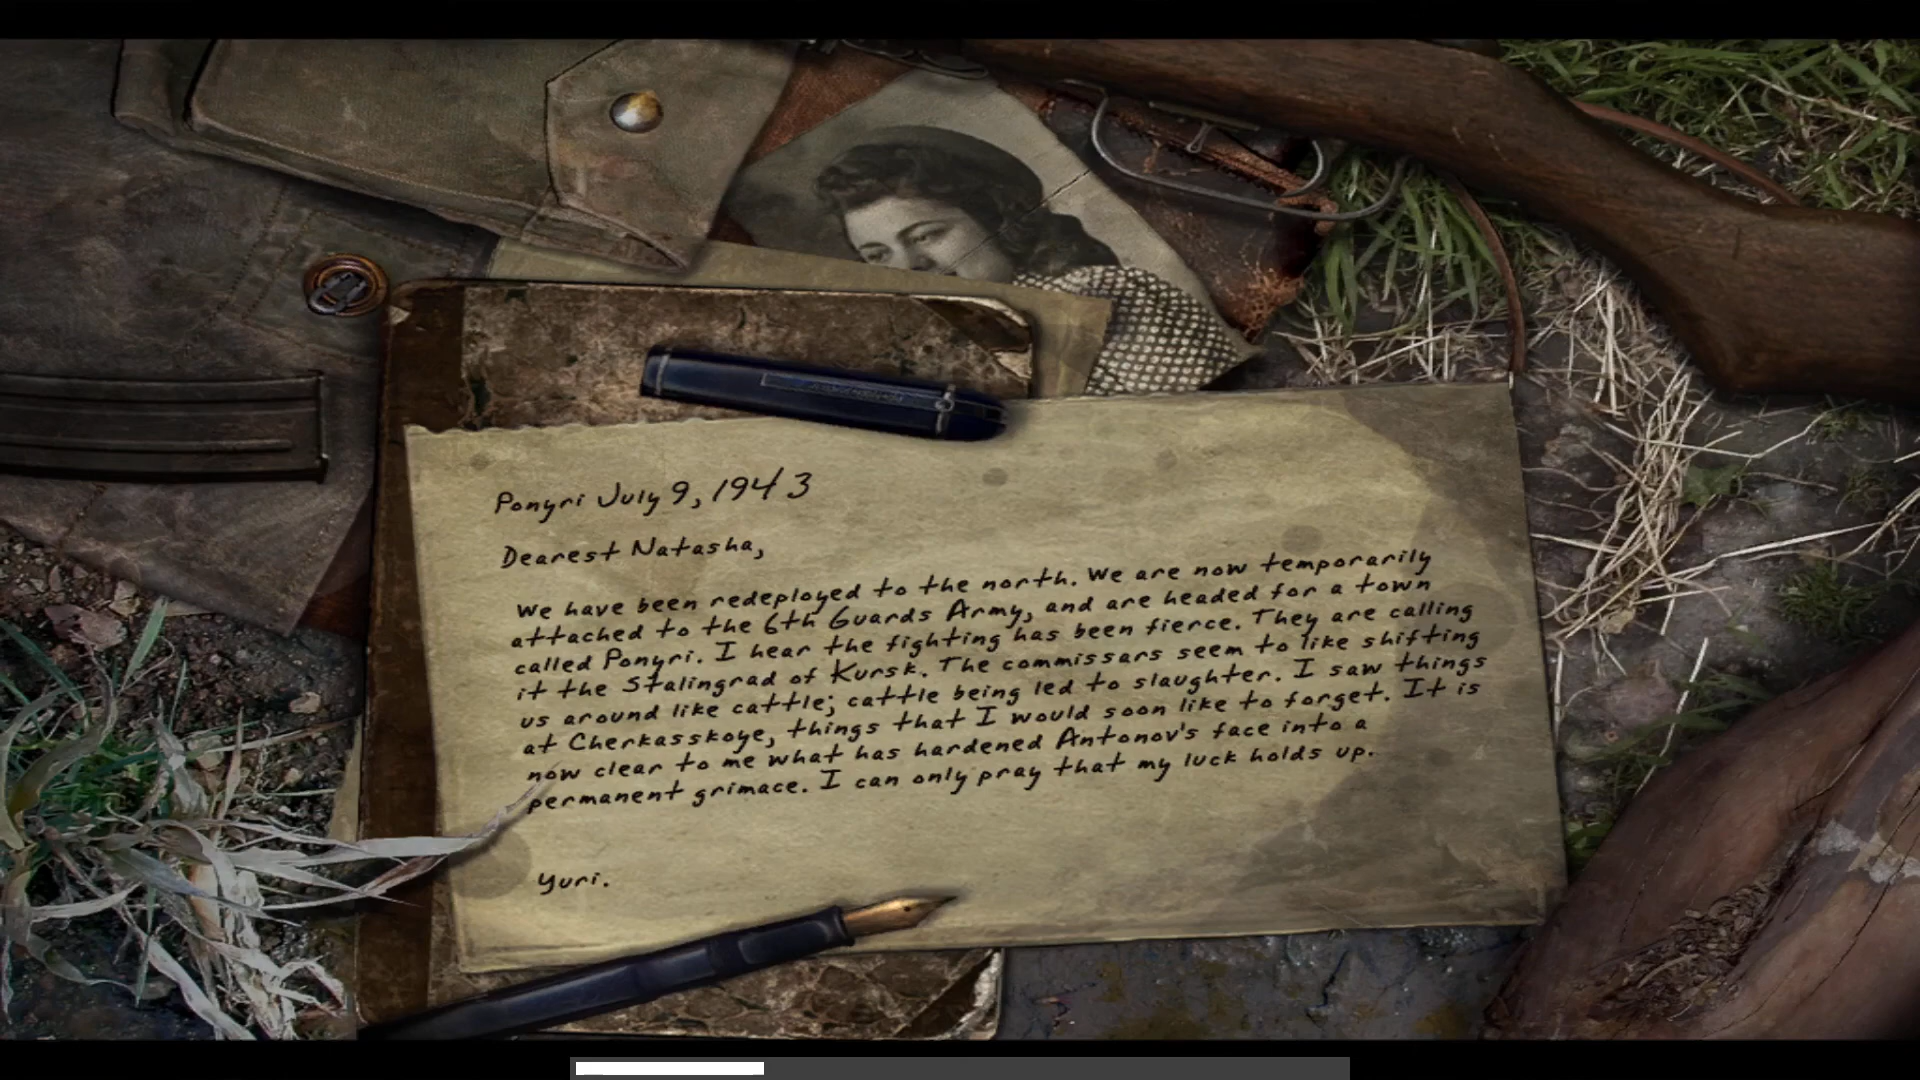 Ponyri July 9, 1943
Dearest Natasha,
We have been redeployed to the north. We are now temporarily
attached to the 6th Guards Army, and are headed for a town
called Ponyri. I hear the fighting has been fierce. They are calling
it the Stalingrad of Kursk. The commissars seem to like shifting
us around like cattle; cattle being led to slaughter. I saw things
at Cherkasskoye, things that I would soon like to forget. It is
now clear to me what has hardened Antonov's face into a
permanent grimace. I can only pray that my luck holds up.
Yuri.